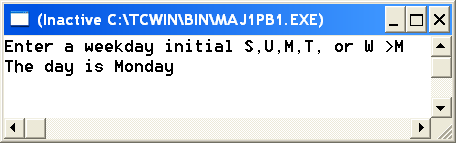 (Inactive C:\TCWIN\BIN\MAJ1PB1.EXE)
Enter a weekday initial S,U,M,T, or W >M
The day is Monday